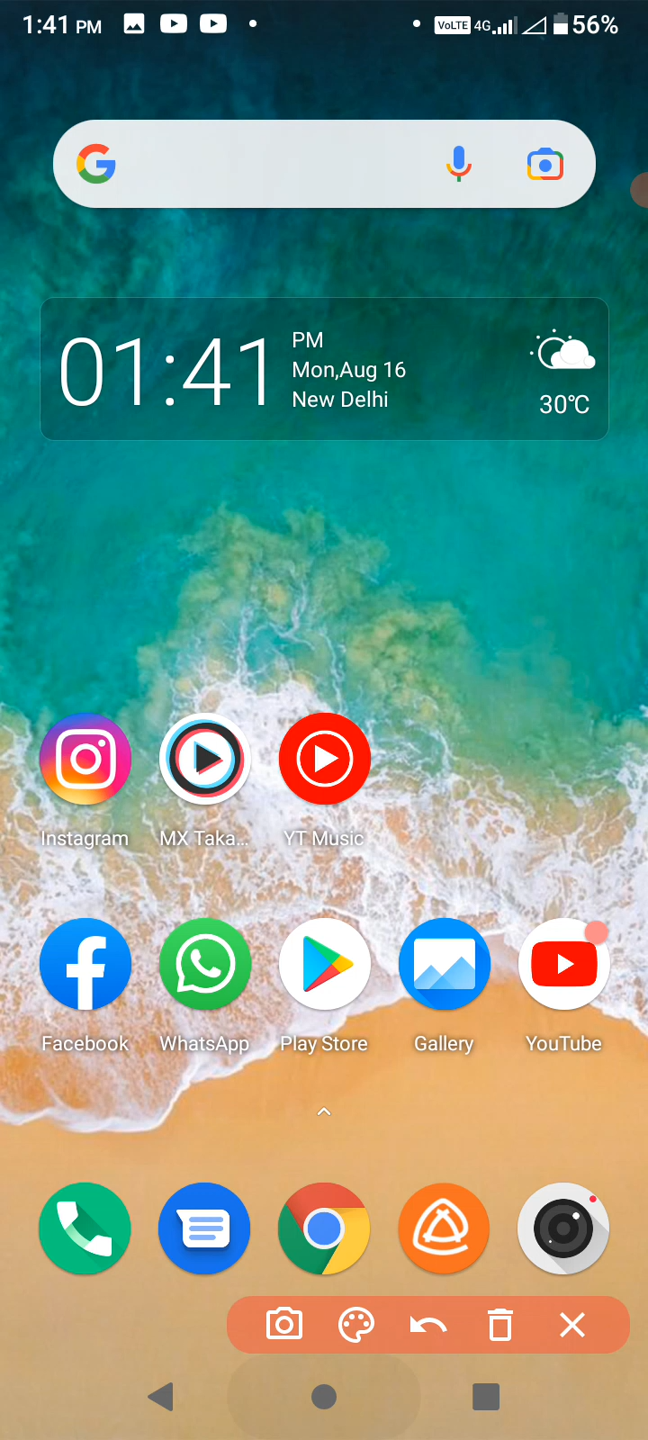 1:41 PM
VoLTE 4G 56%
01:41
PM
Mon,Aug 16
New Delhi
30℃
Instagram
MX Taka...
YT Music
Facebook
WhatsApp
Play Store
Gallery
YouTube